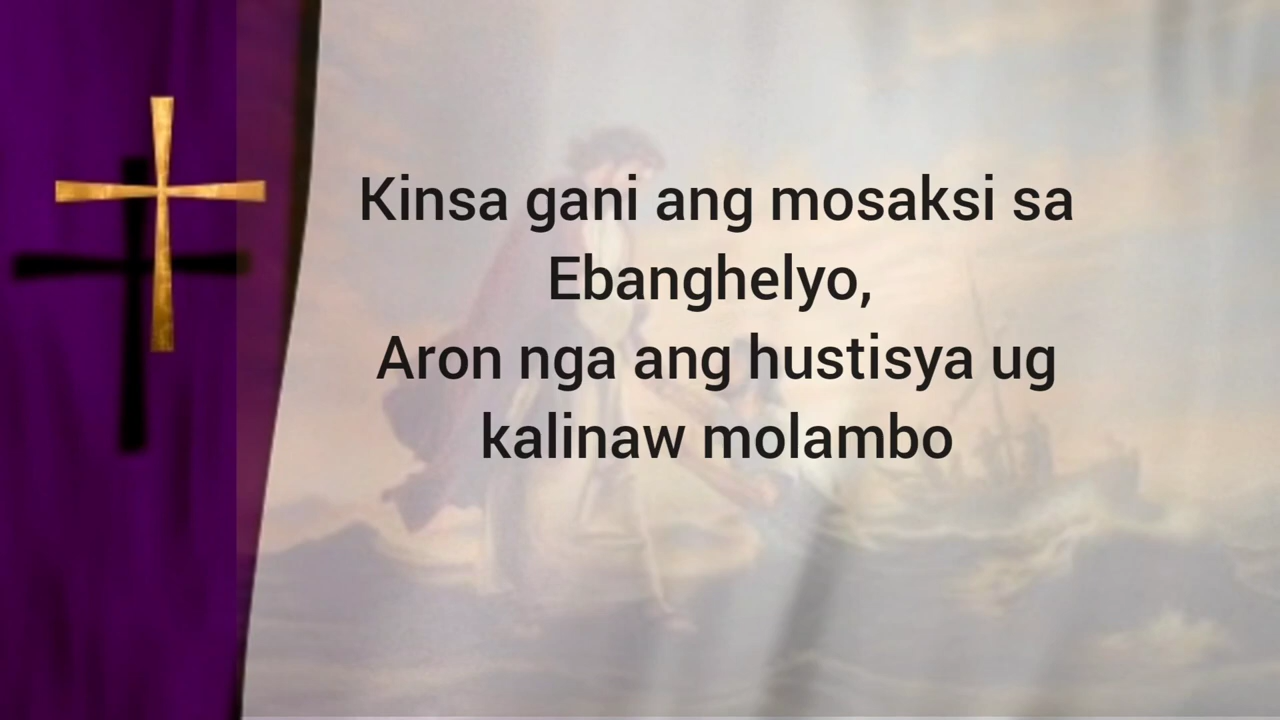 Kinsa gani ang mosaksi sa
Ebanghelyo,
Aron nga ang hustisya ug
kalinaw molambo